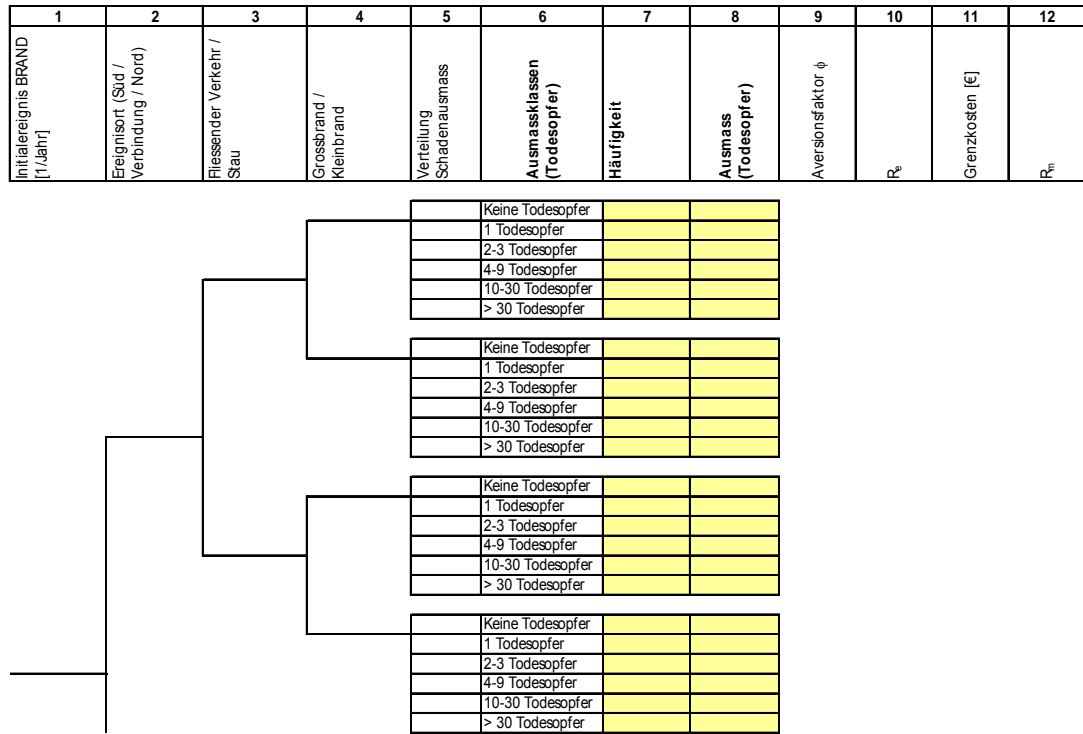 1 2 3 4 5 6 7 8 9 10 11 12
Initialereignis BRAND
[1/Jahr]
Ereignisort (Süd /
Verbindung / Nord)
Fliessender Verkehr /
Stau
Grossbrand /
Kleinbrand
Verteilung
Schadenausmass
Ausmassklassen
(Todesopfer)
Häufigkeit
Ausmass
(Todesopfer)
Aversionsfaktor ϕ
Re
Grenzkosten [€]
Rm
Keine Todesopfer
1 Todesopfer
2-3 Todesopfer
4-9 Todesopfer
10-30 Todesopfer
> 30 Todesopfer
Keine Todesopfer
1 Todesopfer
2-3 Todesopfer
4-9 Todesopfer
10-30 Todesopfer
> 30 Todesopfer
Keine Todesopfer
1 Todesopfer
2-3 Todesopfer
4-9 Todesopfer
10-30 Todesopfer
> 30 Todesopfer
Keine Todesopfer
1 Todesopfer
2-3 Todesopfer
4-9 Todesopfer
10-30 Todesopfer
> 30 Todesopfer